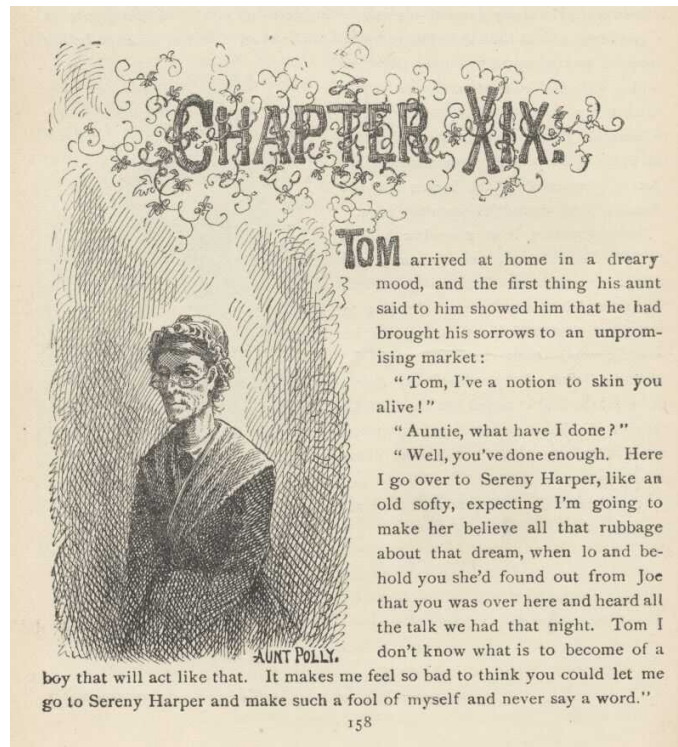 CHAPTER XIX.
TOM arrived at home in a dreary
mood, and the first thing his aunt
said to him showed him that he had
brought his sorrows to an unprom-
ising market :
“ Tom, I've a notion to skin you
alive ! ”
“ Auntie, what have I done ? ”
“ Well, you've done enough. Here
I go over to Sereny Harper, like an
old softy, expecting I'm going to
make her believe all that rubbage
about that dream, when lo and be-
hold you she'd found out from Joe
that you was over here and heard all
the talk we had that night. Tom I
don't know what is to become of a
AUNT POLLY.
boy that will act like that. It makes me feel so bad to think you could let me
go to Sereny Harper and make such a fool of myself and never say a word.”
158